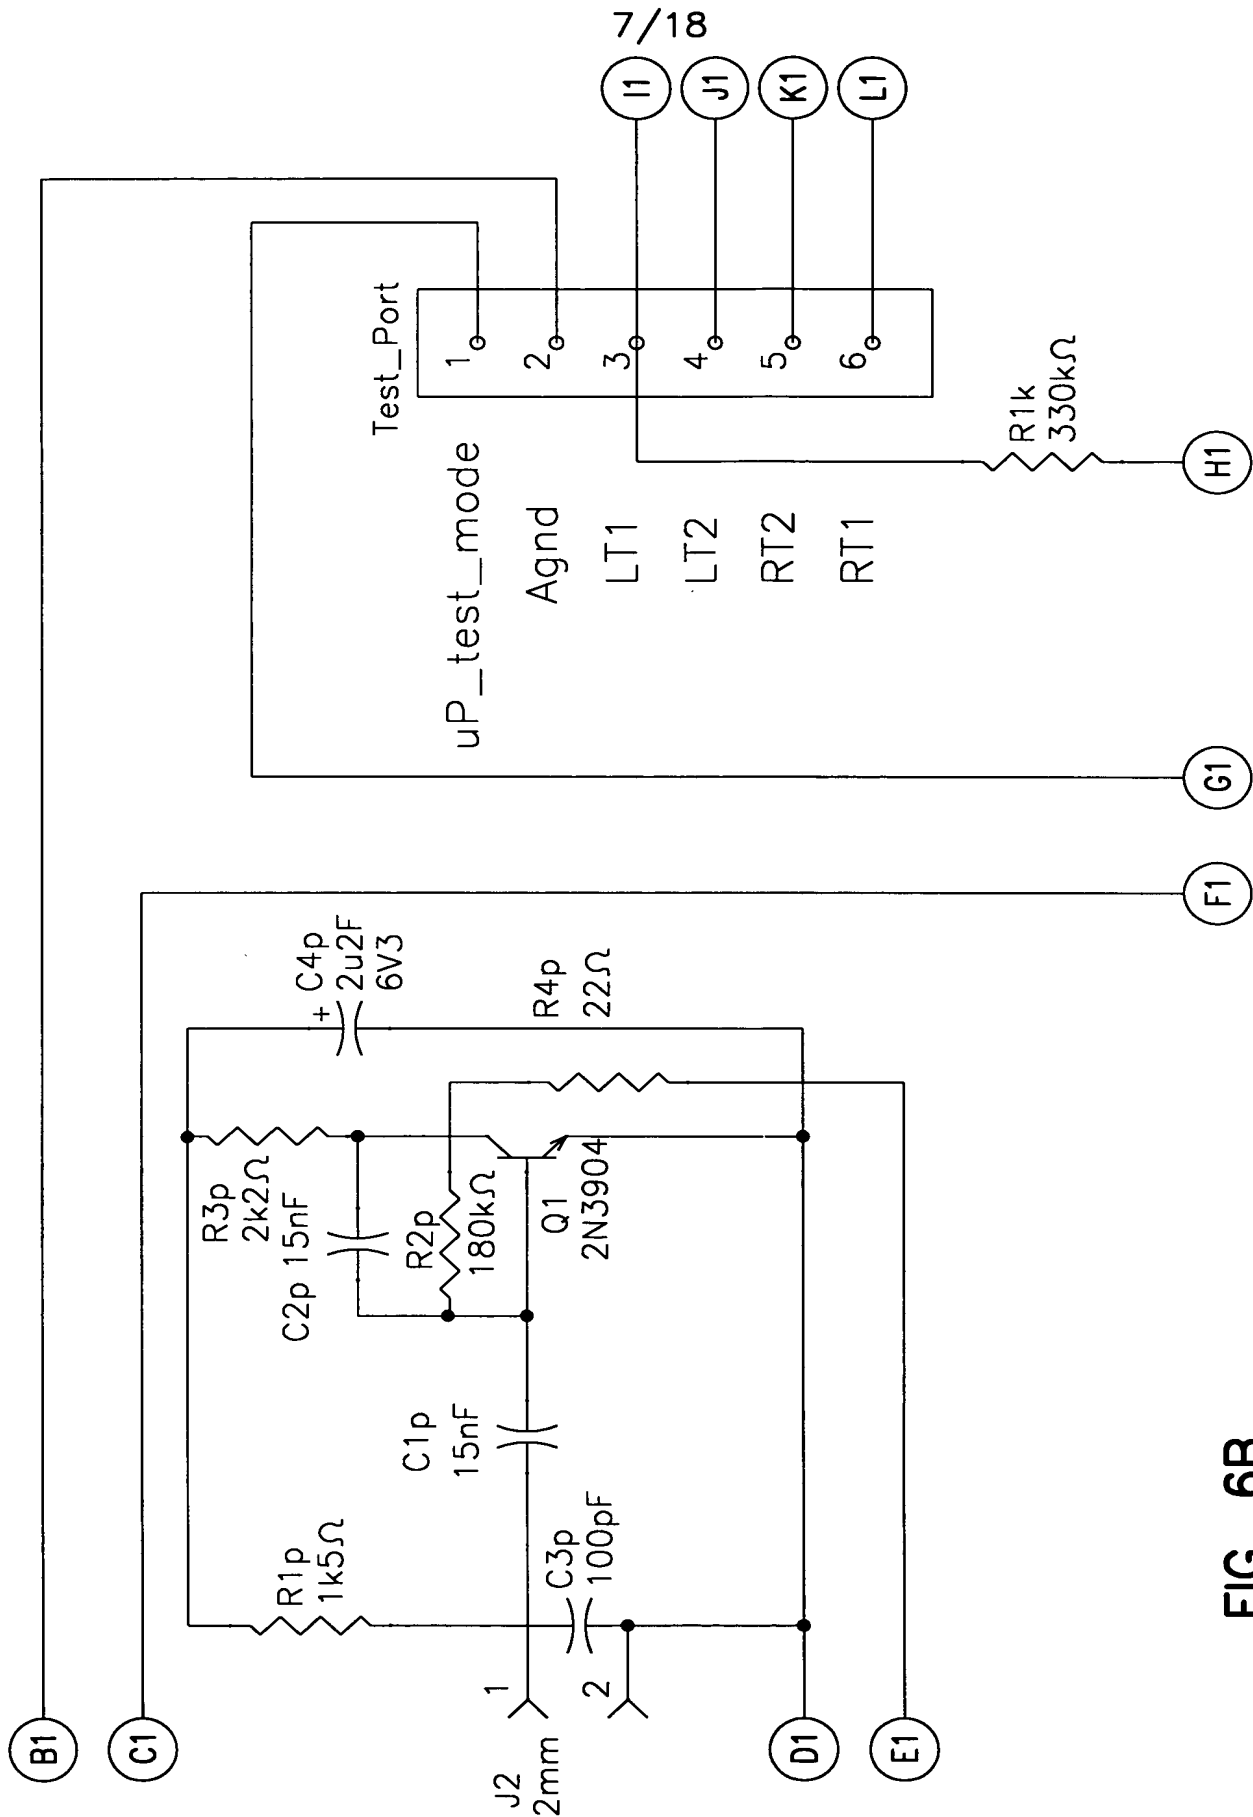 7/18
B1
C1
D1
E1
F1
G1
H1
I1
J1
K1
L1
J2
2mm
1
2
R1p
1k5Ω
C3p
100pF
C1p
15nF
C2p 15nF
R3p
2k2Ω
R2p
180kΩ
Q1
2N3904
+
C4p
2u2F
6V3
R4p
22Ω
Test_Port
1
2
3
4
5
6
uP_test_mode
Agnd
LT1
LT2
RT2
RT1
R1k
330kΩ
FIG. 6B